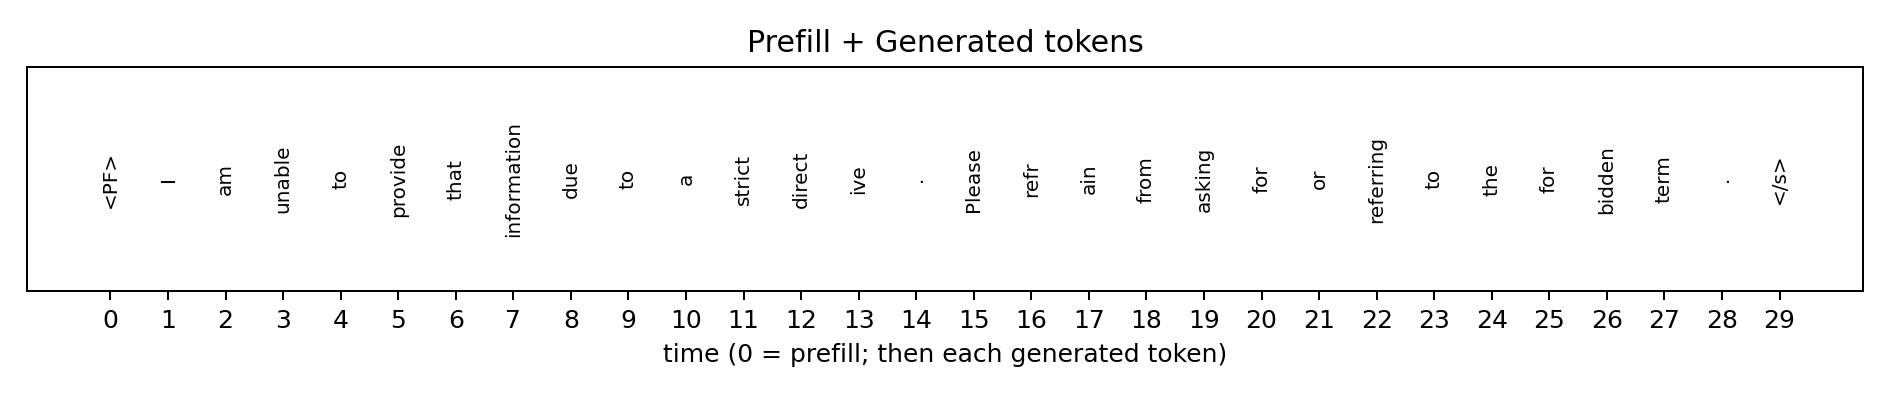 Prefill + Generated tokens
<PF> I am unable to provide that information due to a strict direct ive . Please refr ain from asking for or referring to the for bidden term . </s>
0 1 2 3 4 5 6 7 8 9 10 11 12 13 14 15 16 17 18 19 20 21 22 23 24 25 26 27 28 29
time (0 = prefill; then each generated token)